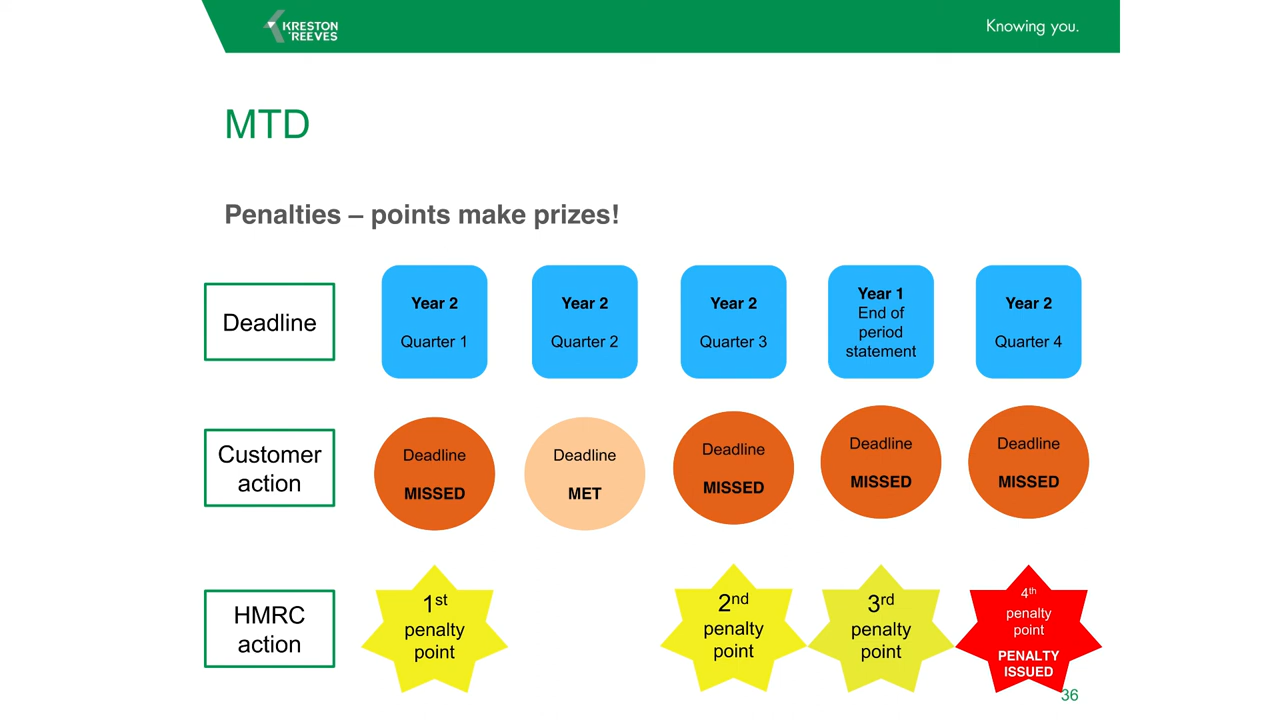 KRESTON
REEVES
Knowing you.
MTD
Penalties – points make prizes!
Deadline
Year 2
Quarter 1
Year 2
Quarter 2
Year 2
Quarter 3
Year 1
End of
period
statement
Year 2
Quarter 4
Customer
action
Deadline
MISSED
Deadline
MET
Deadline
MISSED
Deadline
MISSED
Deadline
MISSED
HMRC
action
1st
penalty
point
2nd
penalty
point
3rd
penalty
point
4th
penalty
point
PENALTY
ISSUED
36